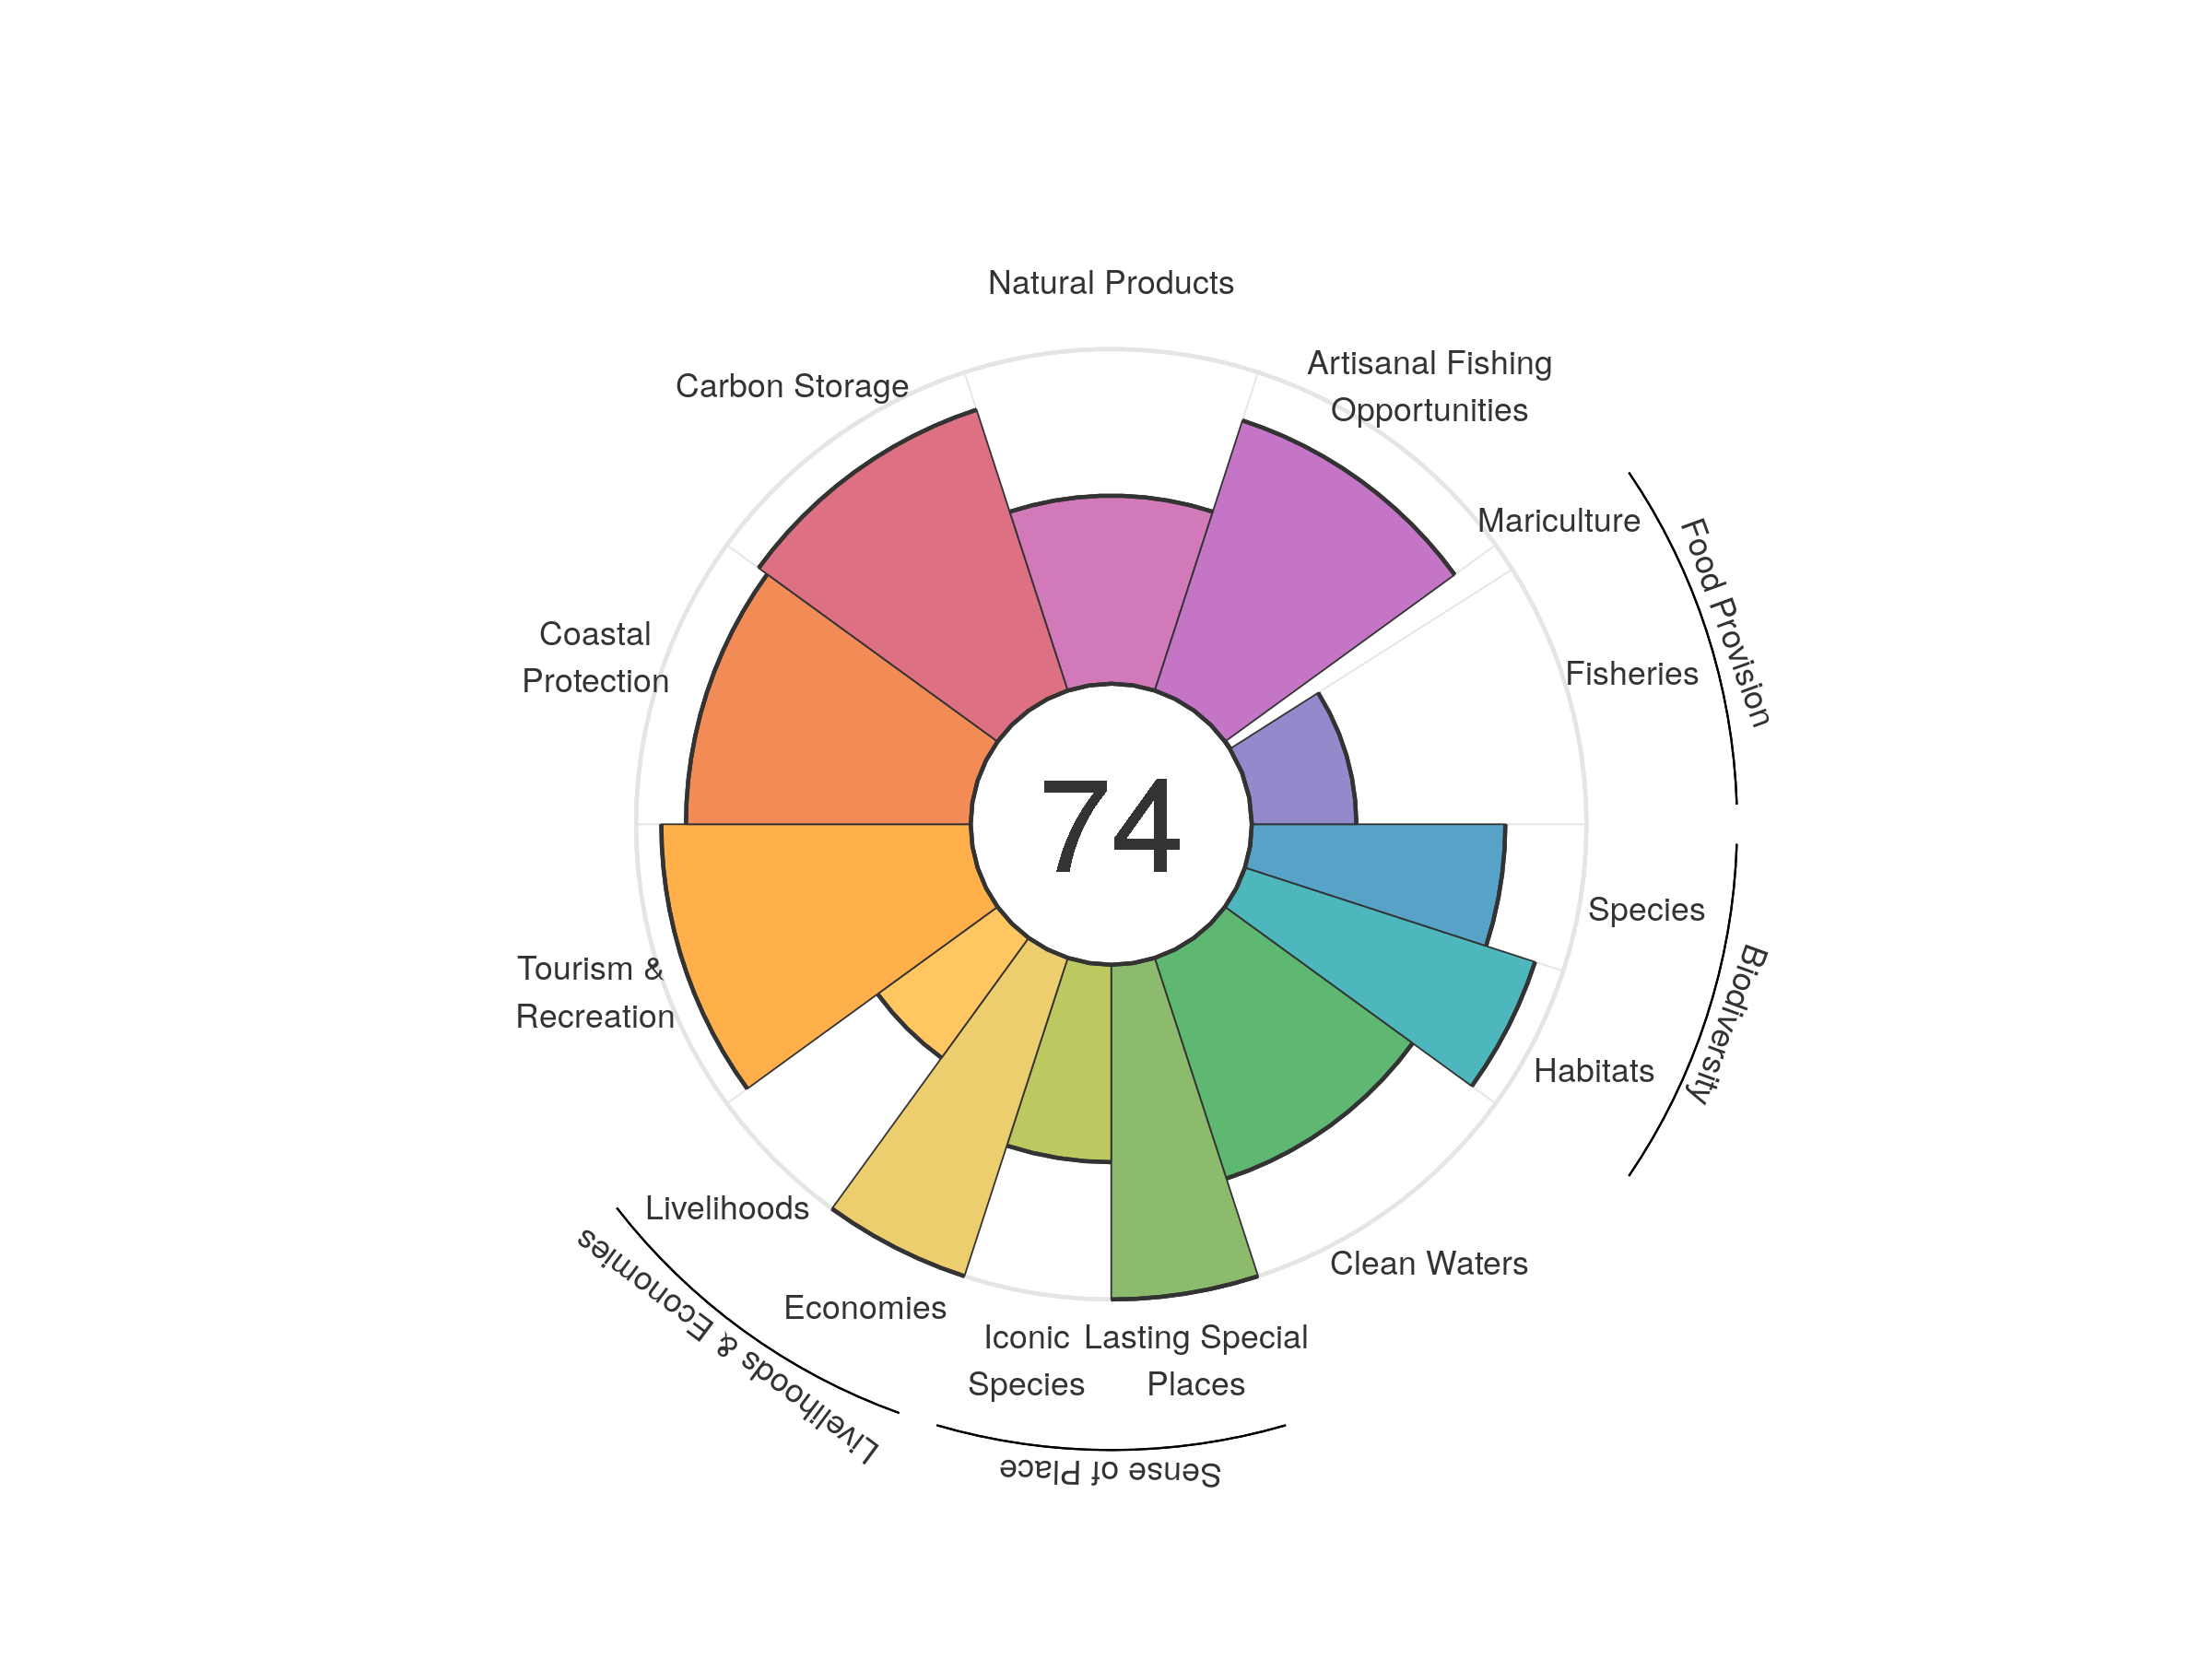 Natural Products
Artisanal Fishing
Opportunities
Carbon Storage
Mariculture
Food Provision
Fisheries
Coastal
Protection
74
Species
Biodiversity
Tourism &
Recreation
Habitats
Livelihoods
Livelihoods & Economies
Clean Waters
Economies
Iconic
Species
Lasting Special
Places
Sense of Place